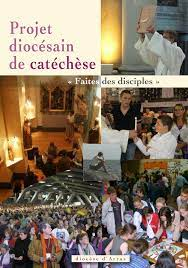 Projet
diocésain
de catéchèse
« Faites des disciples »
diocèse d'Arras